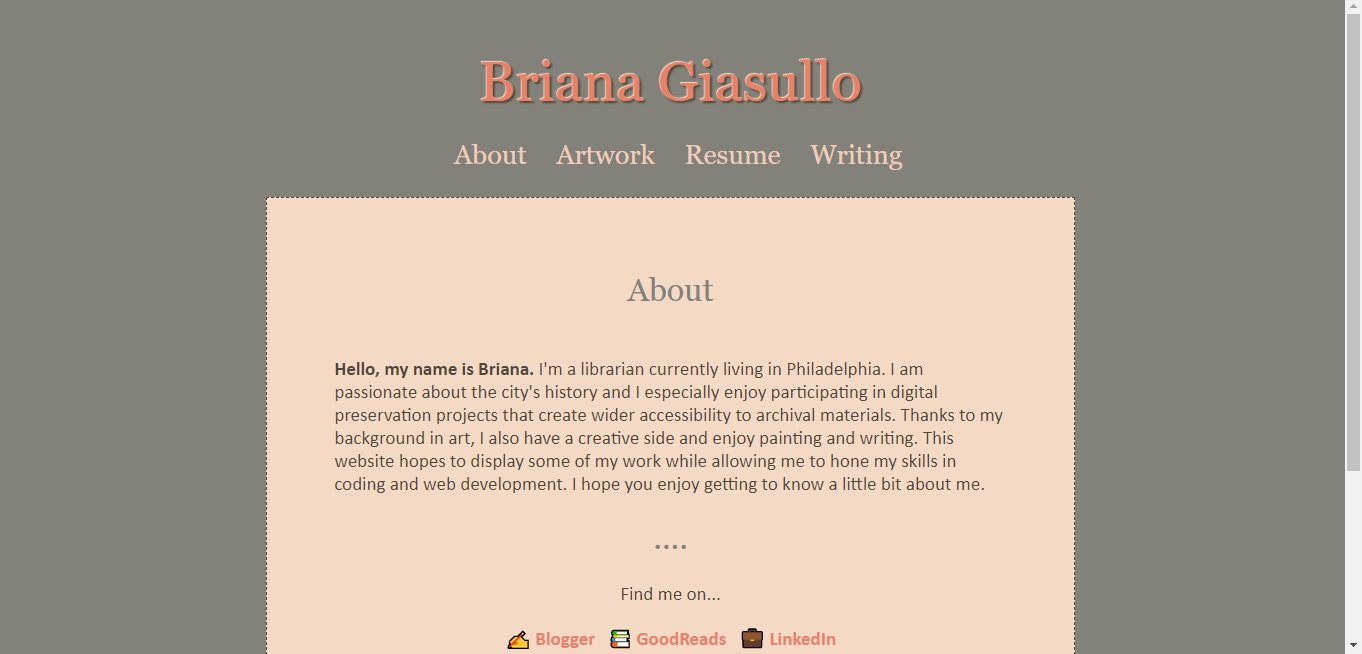 Briana Giasullo
About Artwork Resume Writing
About
Hello, my name is Briana. I'm a librarian currently living in Philadelphia. I am
passionate about the city's history and I especially enjoy participating in digital
preservation projects that create wider accessibility to archival materials. Thanks to my
background in art, I also have a creative side and enjoy painting and writing. This
website hopes to display some of my work while allowing me to hone my skills in
coding and web development. I hope you enjoy getting to know a little bit about me.
••••
Find me on...
✍ Blogger 📚 GoodReads 💼 LinkedIn